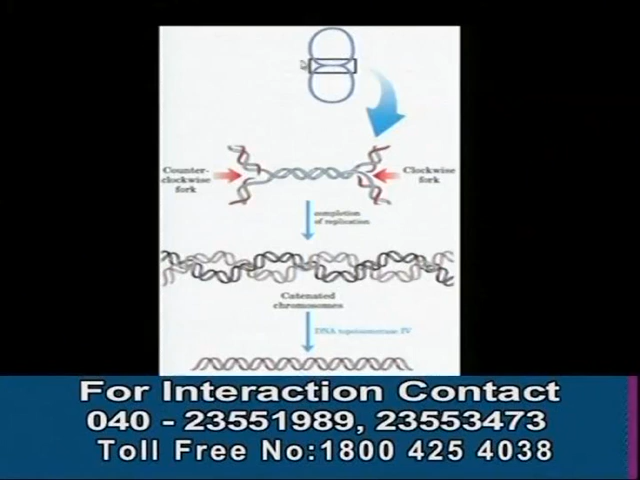 Counter-
clockwise
fork
Clockwise
fork
completion
of replication
Catenated
chromosomes
DNA topoisomerase IV
For Interaction Contact
040 - 23551989, 23553473
Toll Free No:1800 425 4038